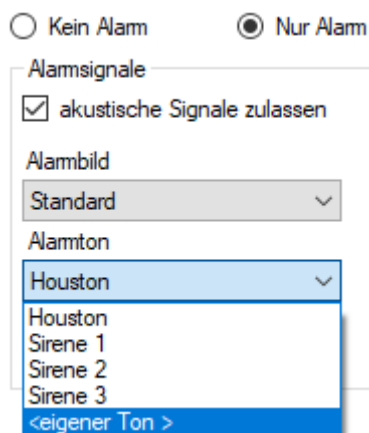 Kein Alarm Nur Alarm
Alarmsignale
akustische Signale zulassen
Alarmbild
Standard
Alarmton
Houston
Houston
Sirene 1
Sirene 2
Sirene 3
<eigener Ton >